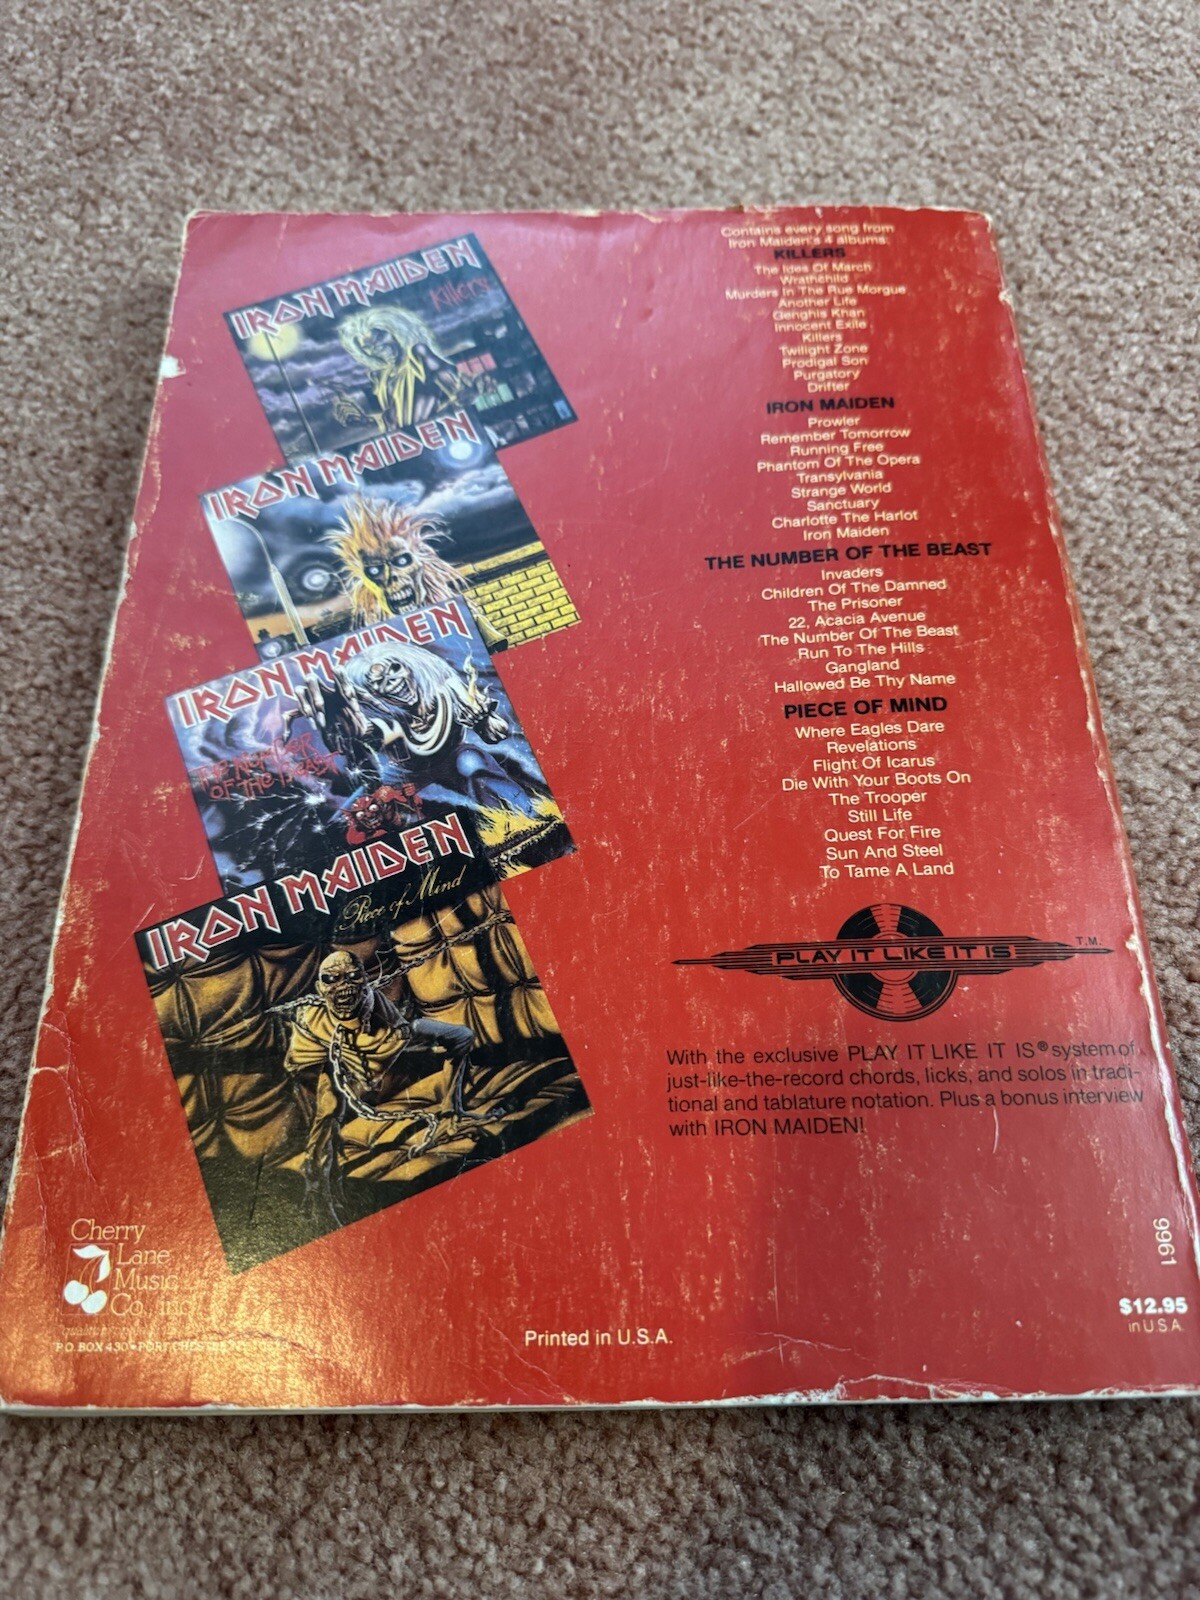 IRON MAIDEN
Killers
IRON MAIDEN
IRON MAIDEN
THE NUMBER
OF THE BEAST
IRON MAIDEN
Piece of Mind
Contains every song from
Iron Maiden's 4 albums:
KILLERS
The Ides Of March
Wrathchild
Murders In The Rue Morgue
Another Life
Genghis Khan
Innocent Exile
Killers
Twilight Zone
Prodigal Son
Purgatory
Drifter
IRON MAIDEN
Prowler
Remember Tomorrow
Running Free
Phantom Of The Opera
Transylvania
Strange World
Sanctuary
Charlotte The Harlot
Iron Maiden
THE NUMBER OF THE BEAST
Invaders
Children Of The Damned
The Prisoner
22, Acacia Avenue
The Number Of The Beast
Run To The Hills
Gangland
Hallowed Be Thy Name
PIECE OF MIND
Where Eagles Dare
Revelations
Flight Of Icarus
Die With Your Boots On
The Trooper
Still Life
Quest For Fire
Sun And Steel
To Tame A Land
PLAY IT LIKE IT IS T.M.
With the exclusive PLAY IT LIKE IT IS® system of
just-like-the-record chords, licks, and solos in tradi-
tional and tablature notation. Plus a bonus interview
with IRON MAIDEN!
Cherry
Lane
Music
Co., Inc.
quality
P.O. BOX 430 • PORT CHESTER
Printed in U.S.A.
9961
$12.95
in U.S.A.